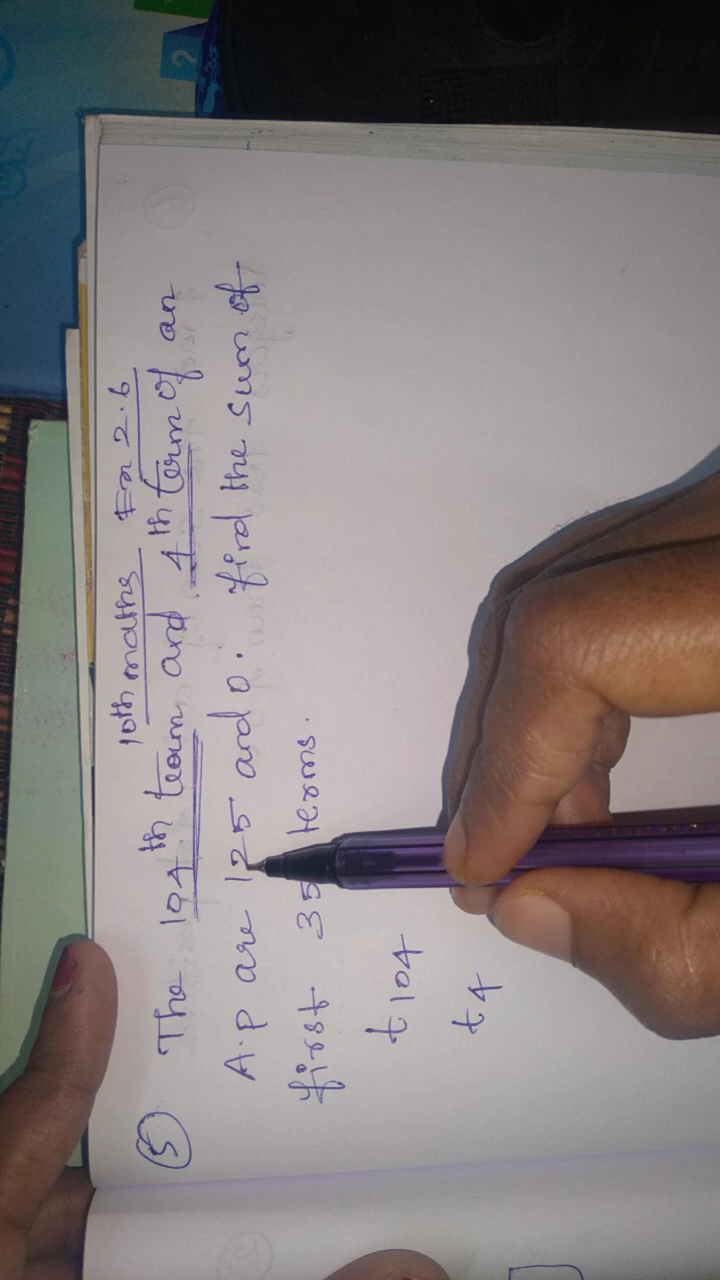 10th maths Ex 2.6
5 The 104th term and 4th term of an
A.P are 125 and 0. find the sum of
first 35 terms.
t104
t4